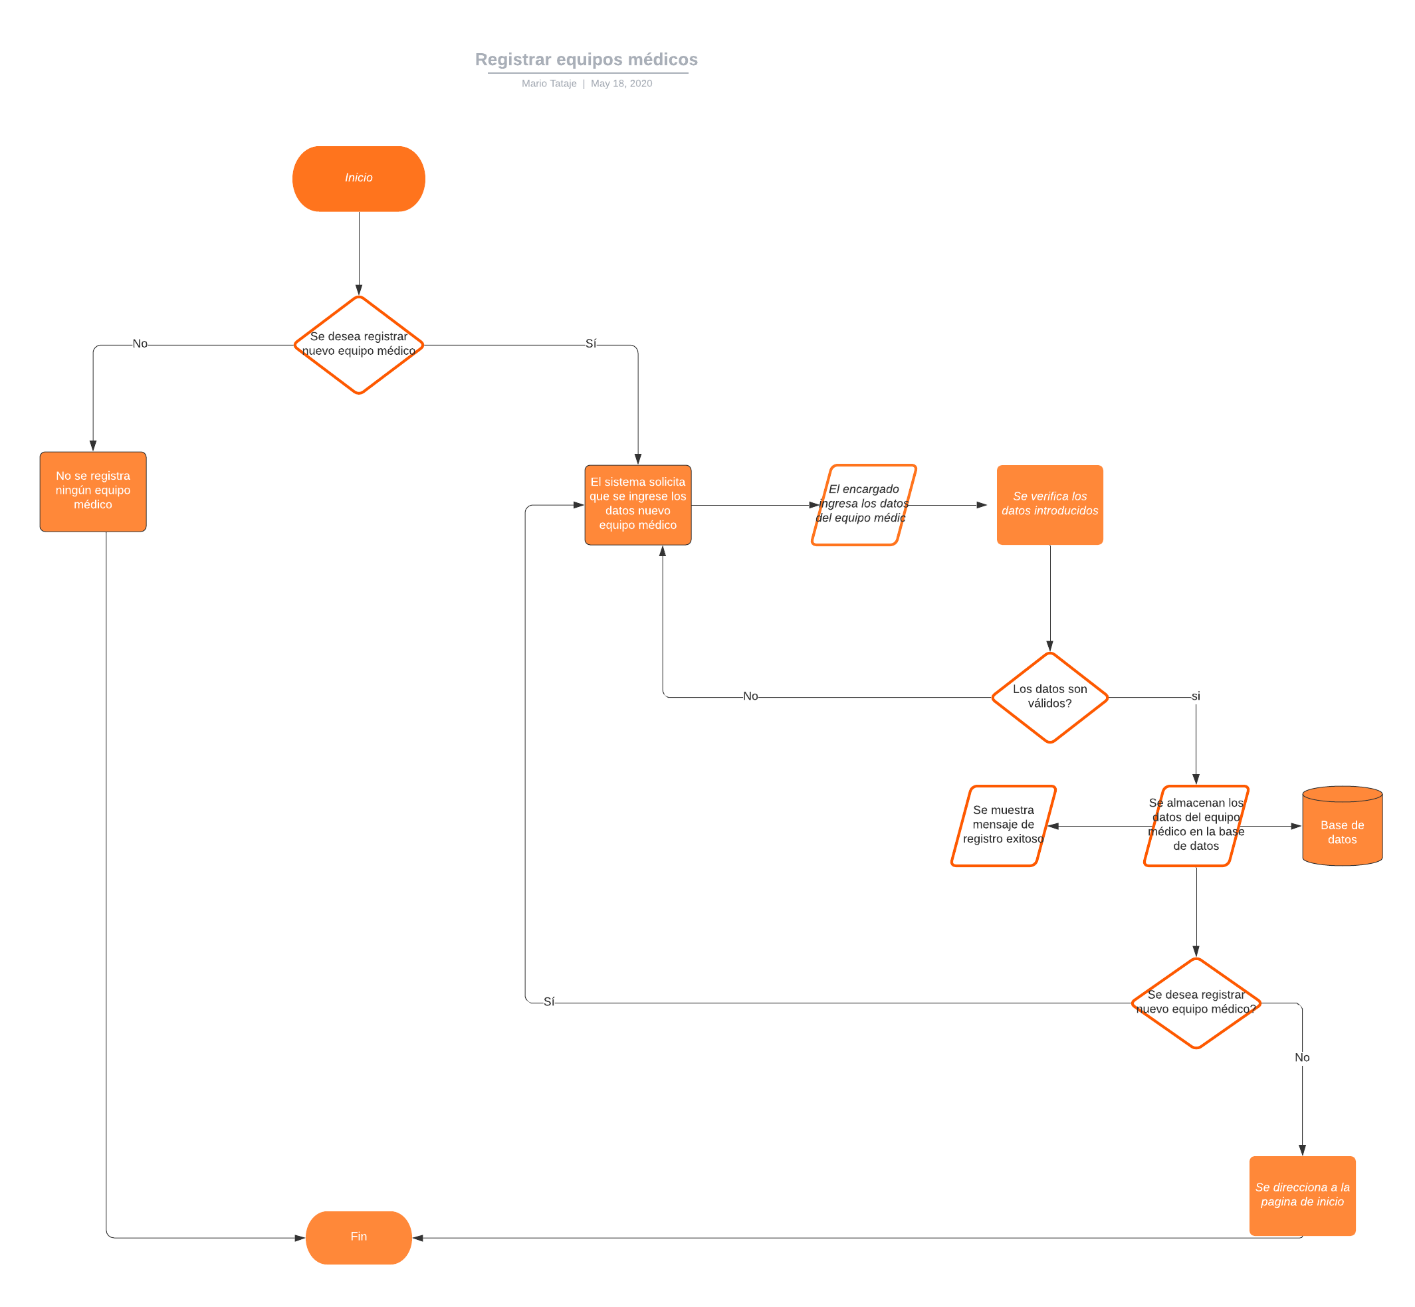 Registrar equipos médicos
Mario Tataje | May 18, 2020
Inicio
Se desea registrar
nuevo equipo médico
No
Sí
No se registra
ningún equipo
médico
El sistema solicita
que se ingrese los
datos nuevo
equipo médico
El encargado
ingresa los datos
del equipo médic
Se verifica los
datos introducidos
Los datos son
válidos?
No
si
Se muestra
mensaje de
registro exitoso
Se almacenan los
datos del equipo
médico en la base
de datos
Base de
datos
Se desea registrar
nuevo equipo médico?
Sí
No
Se direcciona a la
pagina de inicio
Fin